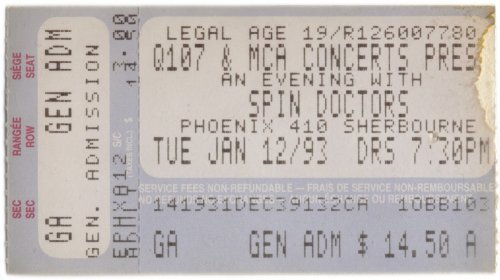 LEGAL AGE 19/R126007780
Q107 & MCA CONCERTS PRES
AN EVENING WITH
SPIN DOCTORS
PHOENIX 410 SHERBOURNE
TUE JAN 12/93 DRS 7:30PM
SERVICE FEES NON-REFUNDABLE – FRAIS DE SERVICE NON-REMBOURSABLE
141931DEC39132CA 10BB103
GA GEN ADM $ 14.50 A
SIÈGE
SEAT
RANGÉE
ROW
SEC
SEC
GA GEN ADM
GEN. ADMISSION
S/C